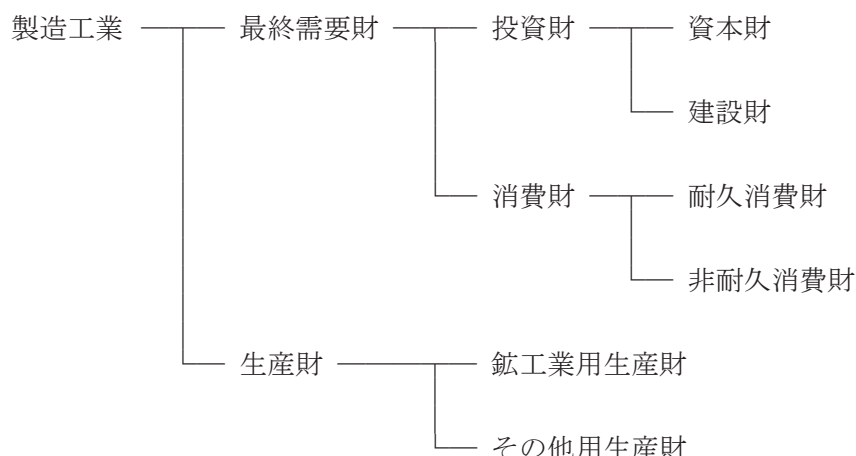 製造工業 最終需要財 投資財 資本財
建設財
消費財 耐久消費財
非耐久消費財
生産財 鉱工業用生産財
その他用生産財